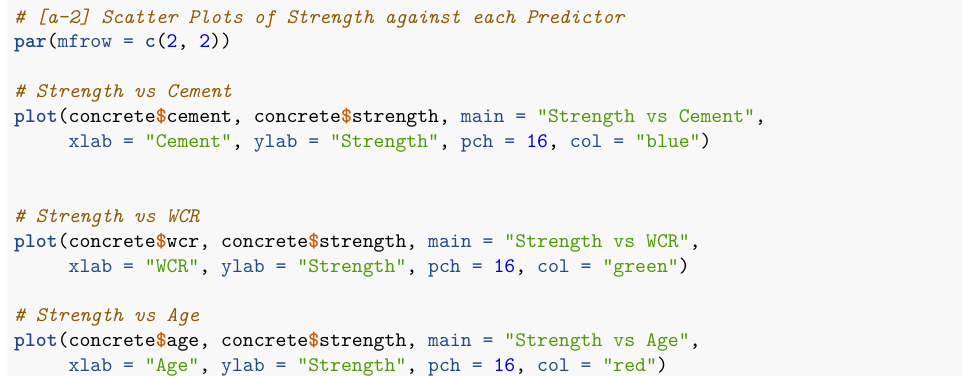 # [a-2] Scatter Plots of Strength against each Predictor
par(mfrow = c(2, 2))
# Strength vs Cement
plot(concrete$cement, concrete$strength, main = "Strength vs Cement",
xlab = "Cement", ylab = "Strength", pch = 16, col = "blue")
# Strength vs WCR
plot(concrete$wcr, concrete$strength, main = "Strength vs WCR",
xlab = "WCR", ylab = "Strength", pch = 16, col = "green")
# Strength vs Age
plot(concrete$age, concrete$strength, main = "Strength vs Age",
xlab = "Age", ylab = "Strength", pch = 16, col = "red")